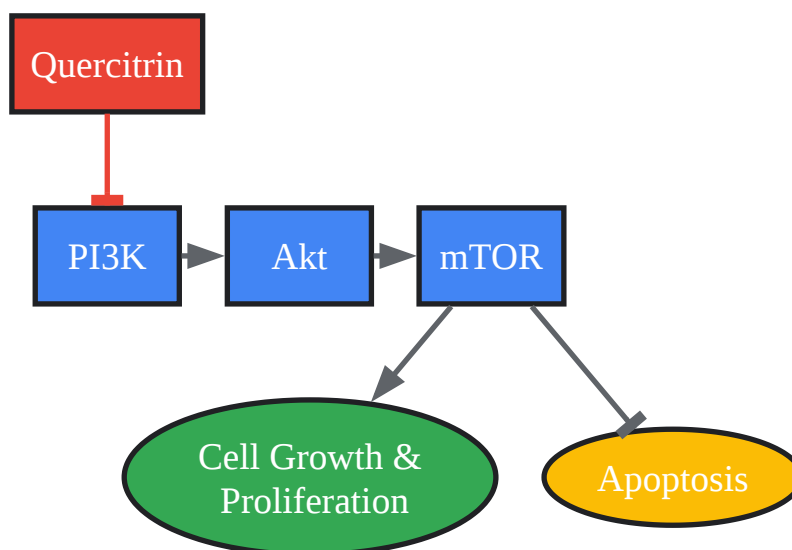 Quercitrin
PI3K
Akt
mTOR
Cell Growth &
Proliferation
Apoptosis